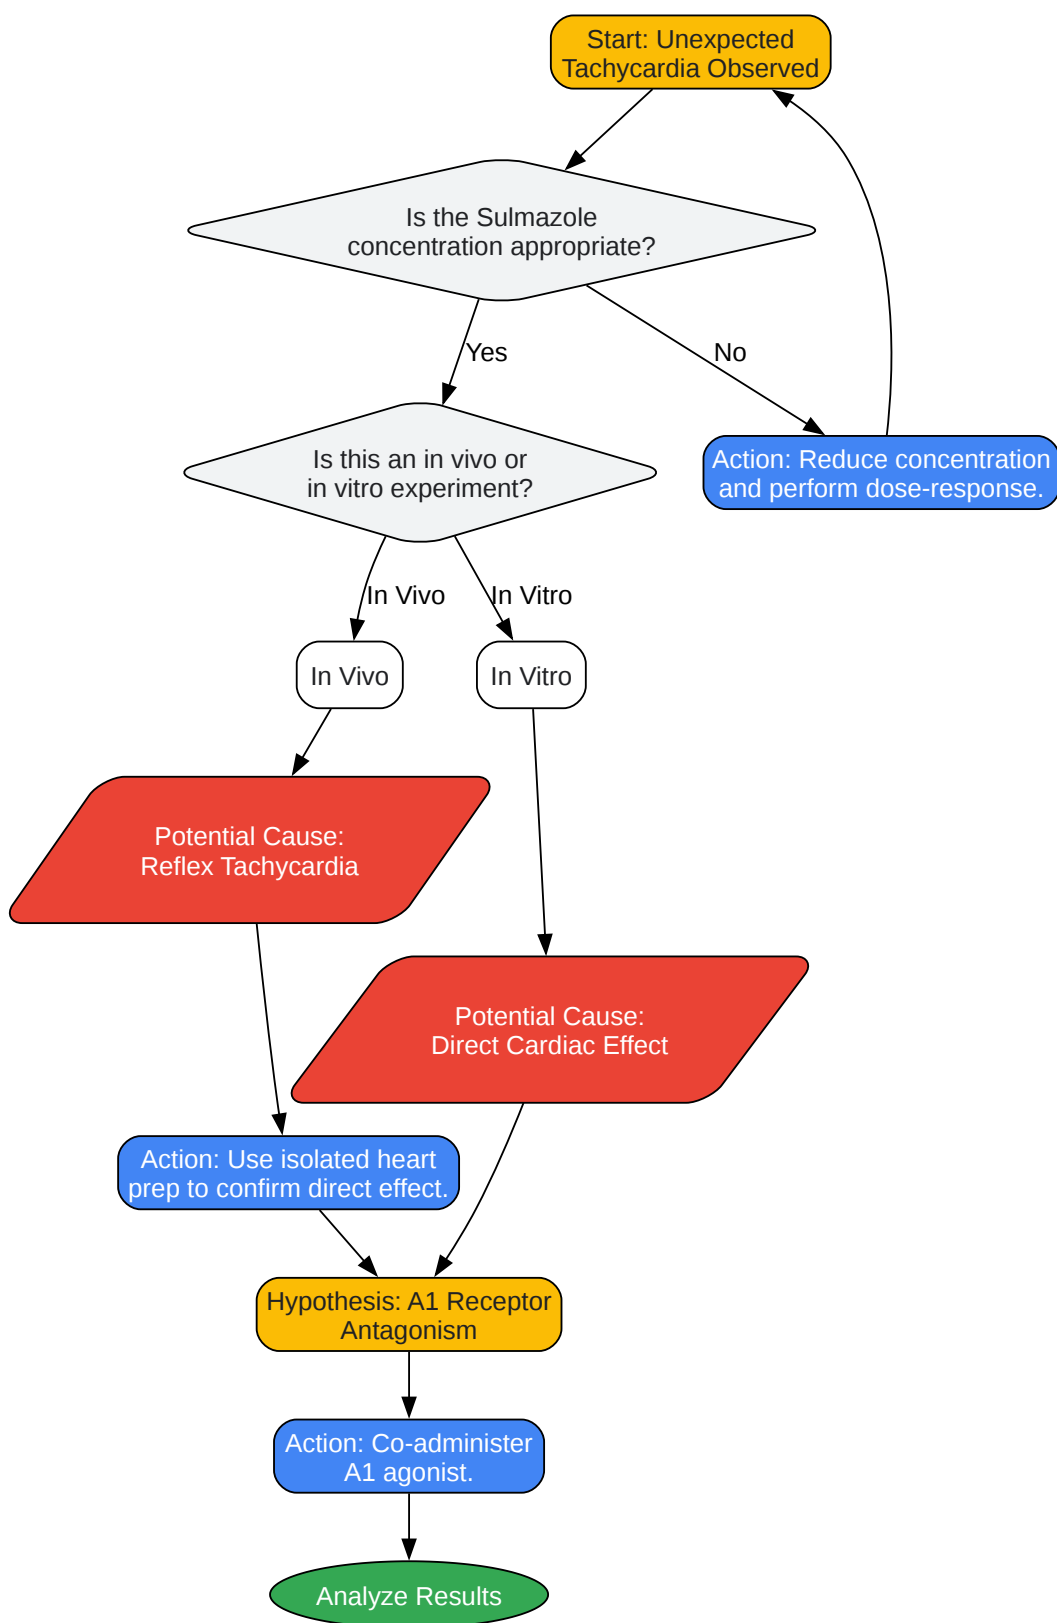 Start: Unexpected
Tachycardia Observed
Is the Sulmazole
concentration appropriate?
Yes
No
Is this an in vivo or
in vitro experiment?
Action: Reduce concentration
and perform dose-response.
In Vivo
In Vitro
In Vivo
In Vitro
Potential Cause:
Reflex Tachycardia
Potential Cause:
Direct Cardiac Effect
Action: Use isolated heart
prep to confirm direct effect.
Hypothesis: A1 Receptor
Antagonism
Action: Co-administer
A1 agonist.
Analyze Results